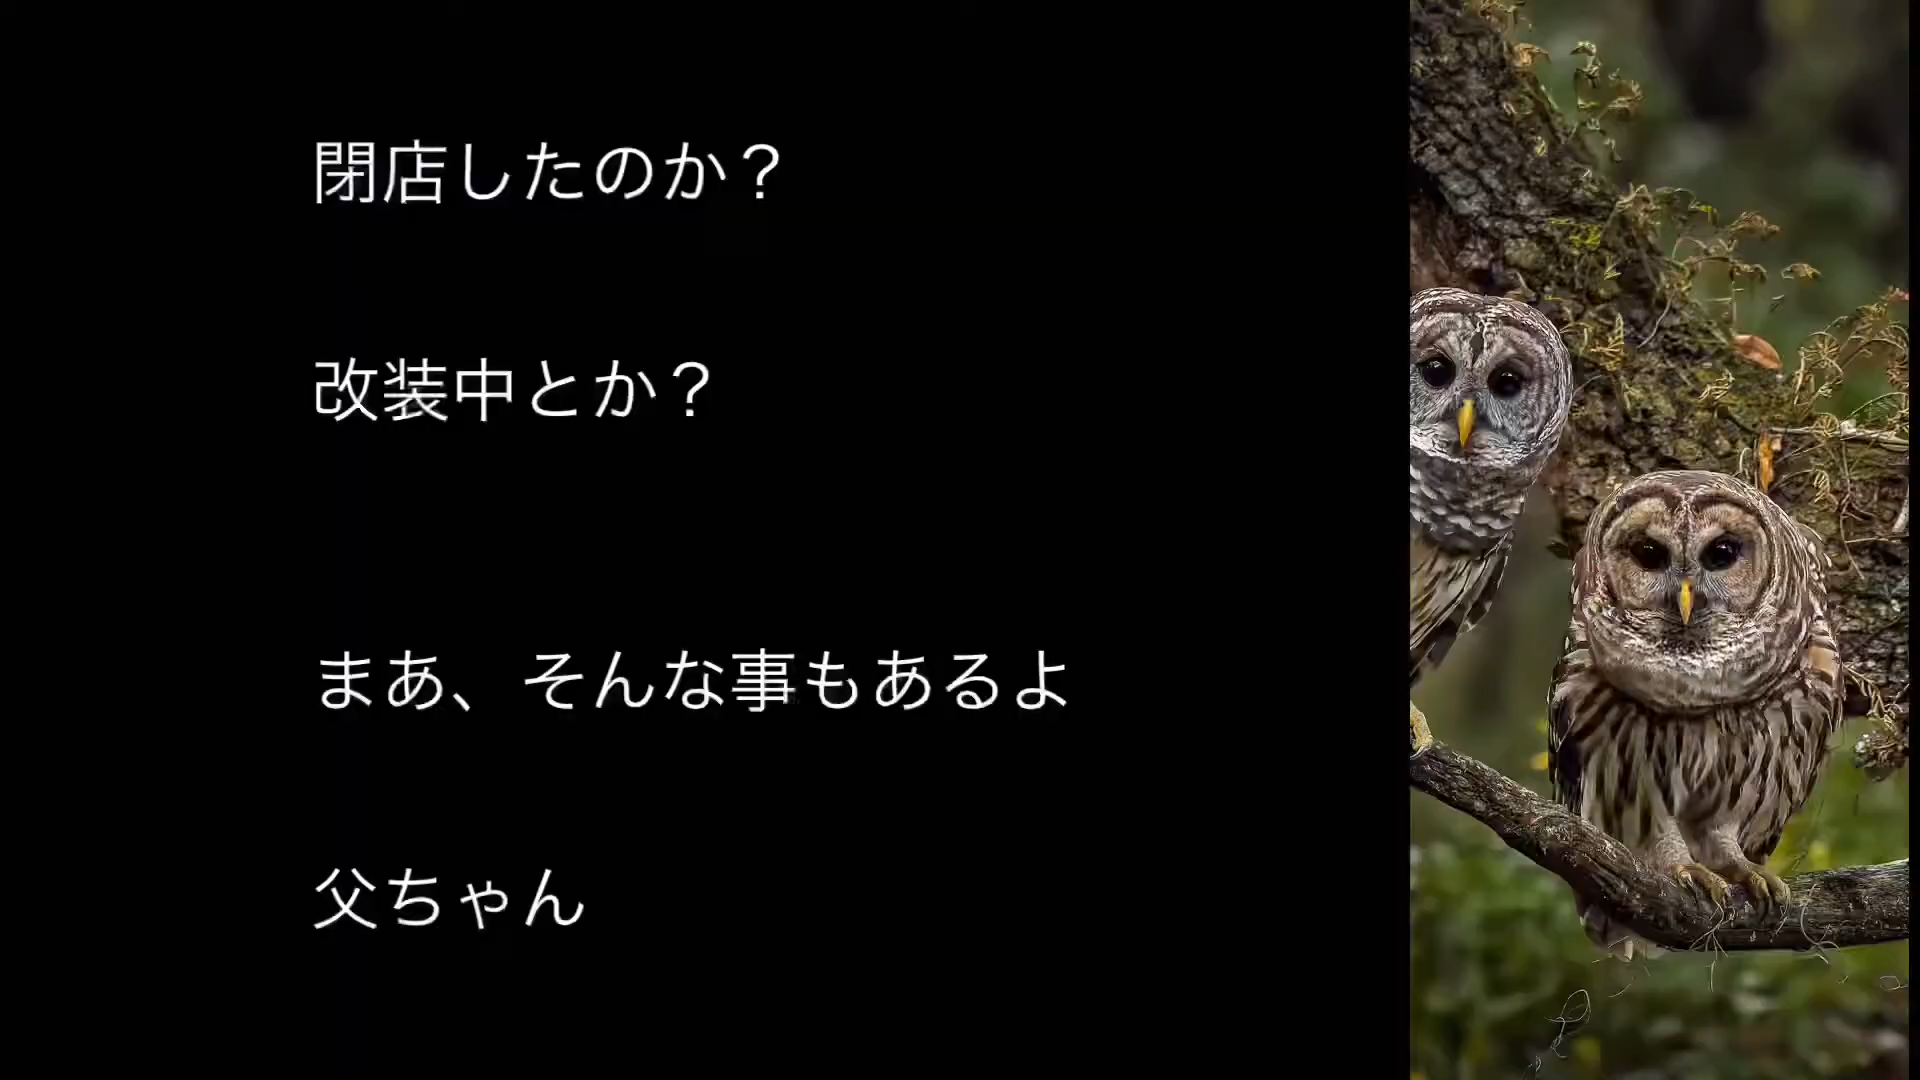 閉店したのか？
改装中とか？
まあ、そんな事もあるよ
父ちゃん